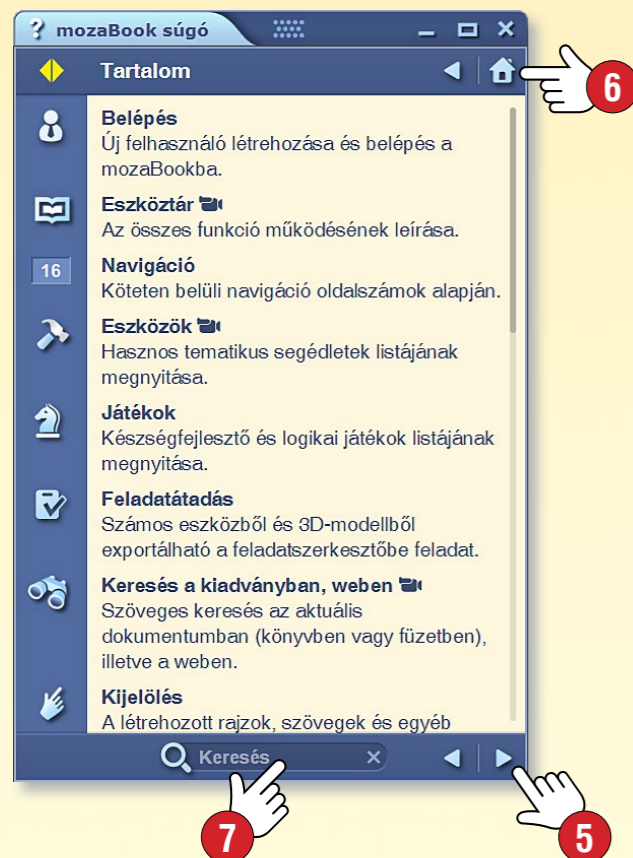 ? mozaBook súgó
Tartalom
6
Belépés
Új felhasználó létrehozása és belépés a
mozaBookba.
Eszköztár
Az összes funkció működésének leírása.
16
Navigáció
Köteten belüli navigáció oldalszámok alapján.
Eszközök
Hasznos tematikus segédletek listájának
megnyitása.
Játékok
Készségfejlesztő és logikai játékok listájának
megnyitása.
Feladatátadás
Számos eszközből és 3D-modellből
exportálható a feladatszerkesztőbe feladat.
Keresés a kiadványban, weben
Szöveges keresés az aktuális
dokumentumban (könyvben vagy füzetben),
illetve a weben.
Kijelölés
A létrehozott rajzok, szövegek és egyéb
Keresés
7
5